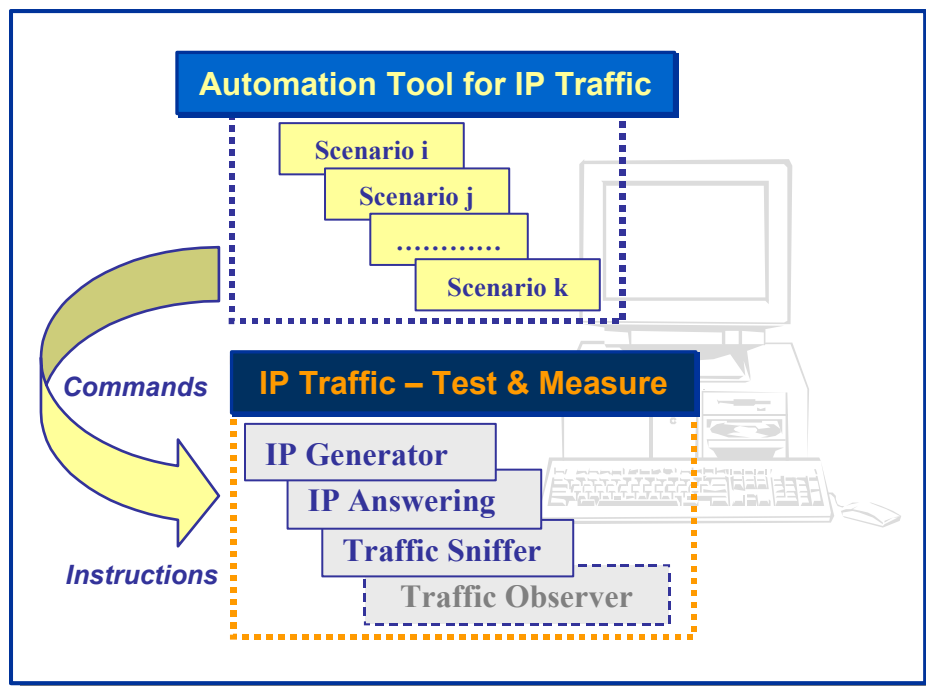 Automation Tool for IP Traffic
Scenario i
Scenario j
............
Scenario k
Commands
IP Traffic – Test & Measure
IP Generator
IP Answering
Traffic Sniffer
Instructions
Traffic Observer